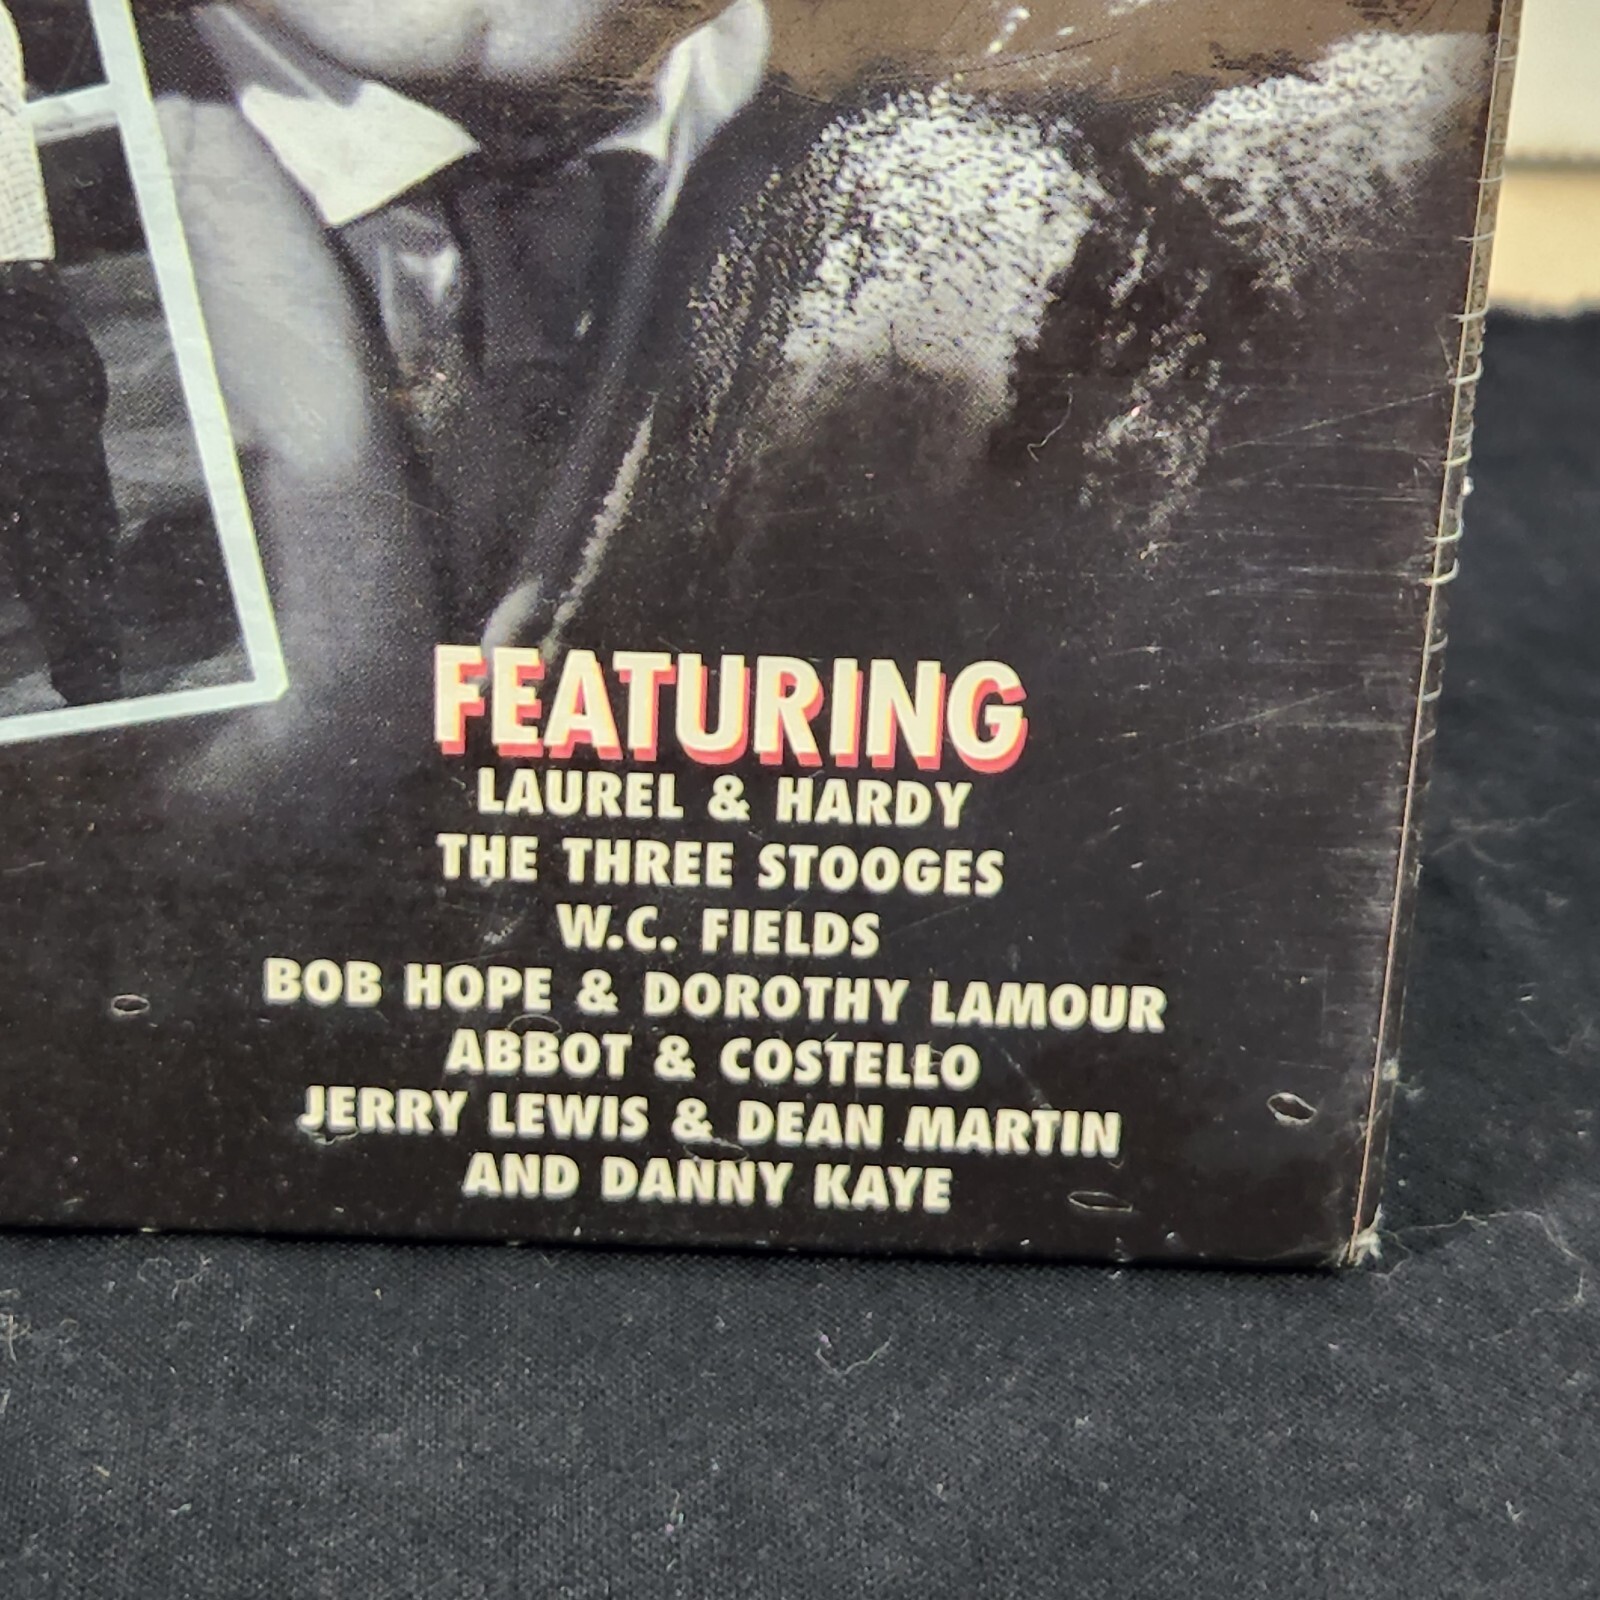 FEATURING
LAUREL & HARDY
THE THREE STOOGES
W.C. FIELDS
BOB HOPE & DOROTHY LAMOUR
ABBOT & COSTELLO
JERRY LEWIS & DEAN MARTIN
AND DANNY KAYE